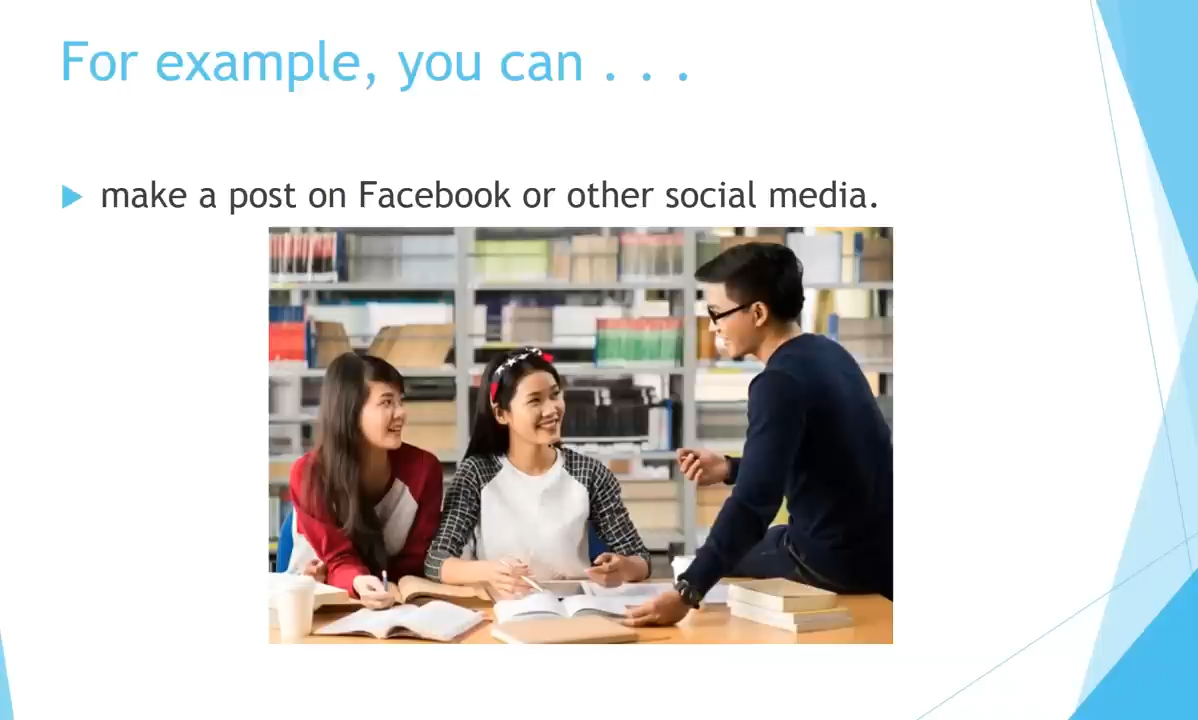 For example, you can . . .
make a post on Facebook or other social media.